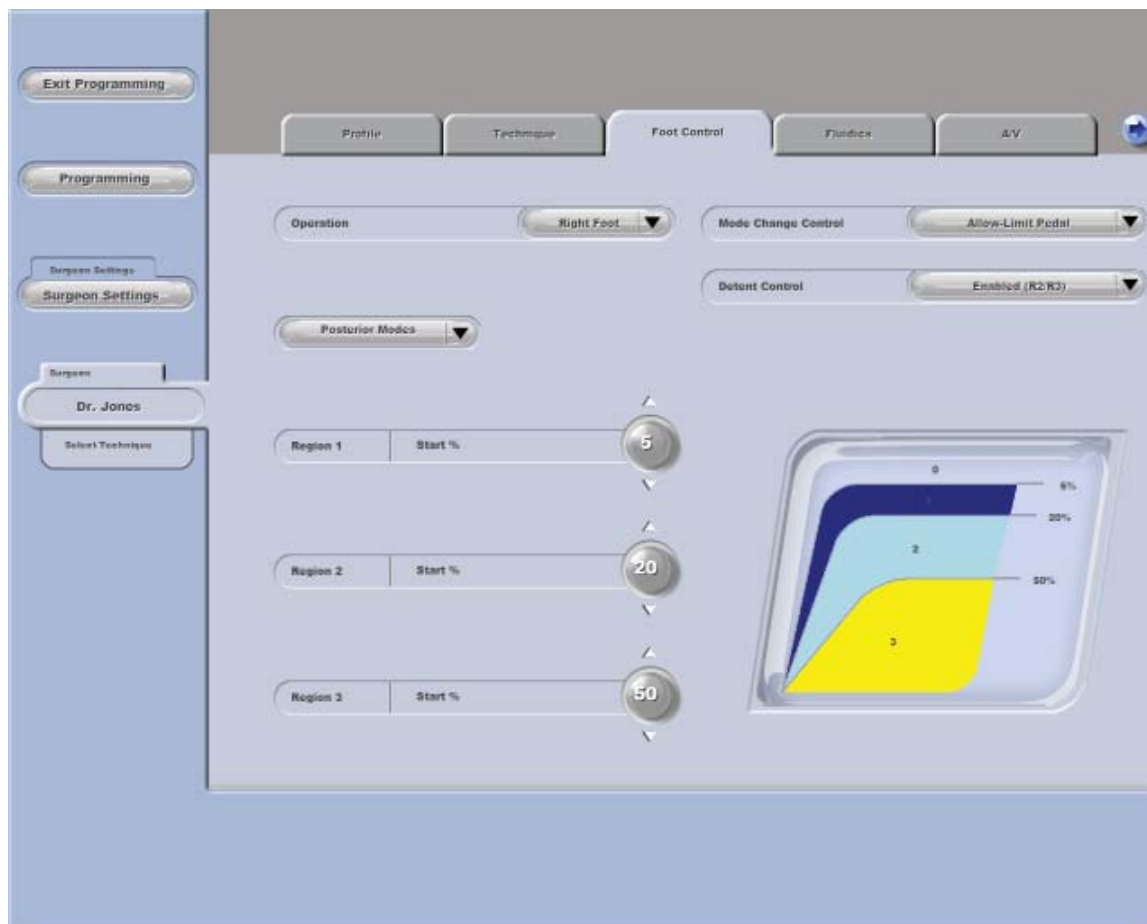 Exit Programming
Profile
Technique
Foot Control
Fluidics
A/V
Programming
Operation
Right Foot
Mode Change Control
Allow-Limit Pedal
Surgeon Settings
Surgeon Settings
Detent Control
Enabled (R2/R3)
Posterior Modes
Surgeon
Dr. Jones
Select Technique
Region 1
Start %
5
Region 2
Start %
20
Region 3
Start %
50
0
1
2
3
5%
20%
50%